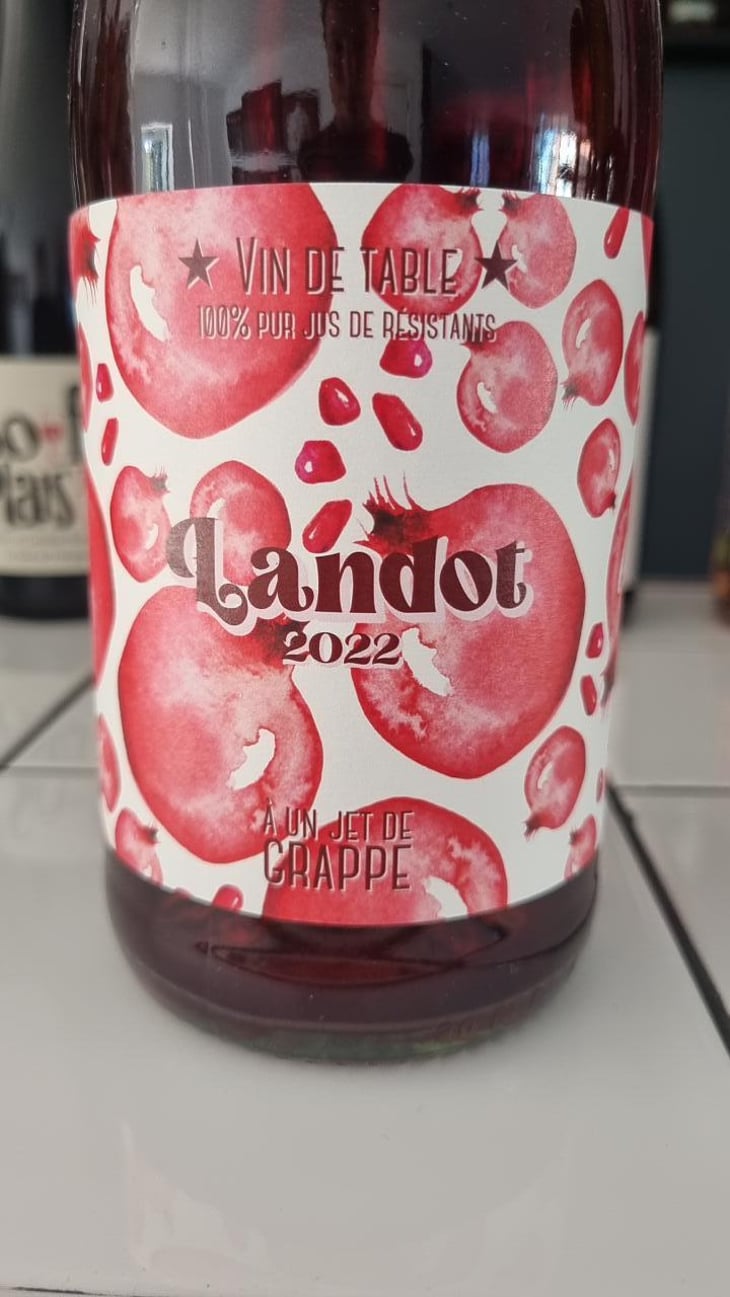 ★ VIN DE TABLE ★
100% PUR JUS DE RÉSISTANTS
Landot
2022
À UN JET DE
GRAPPE